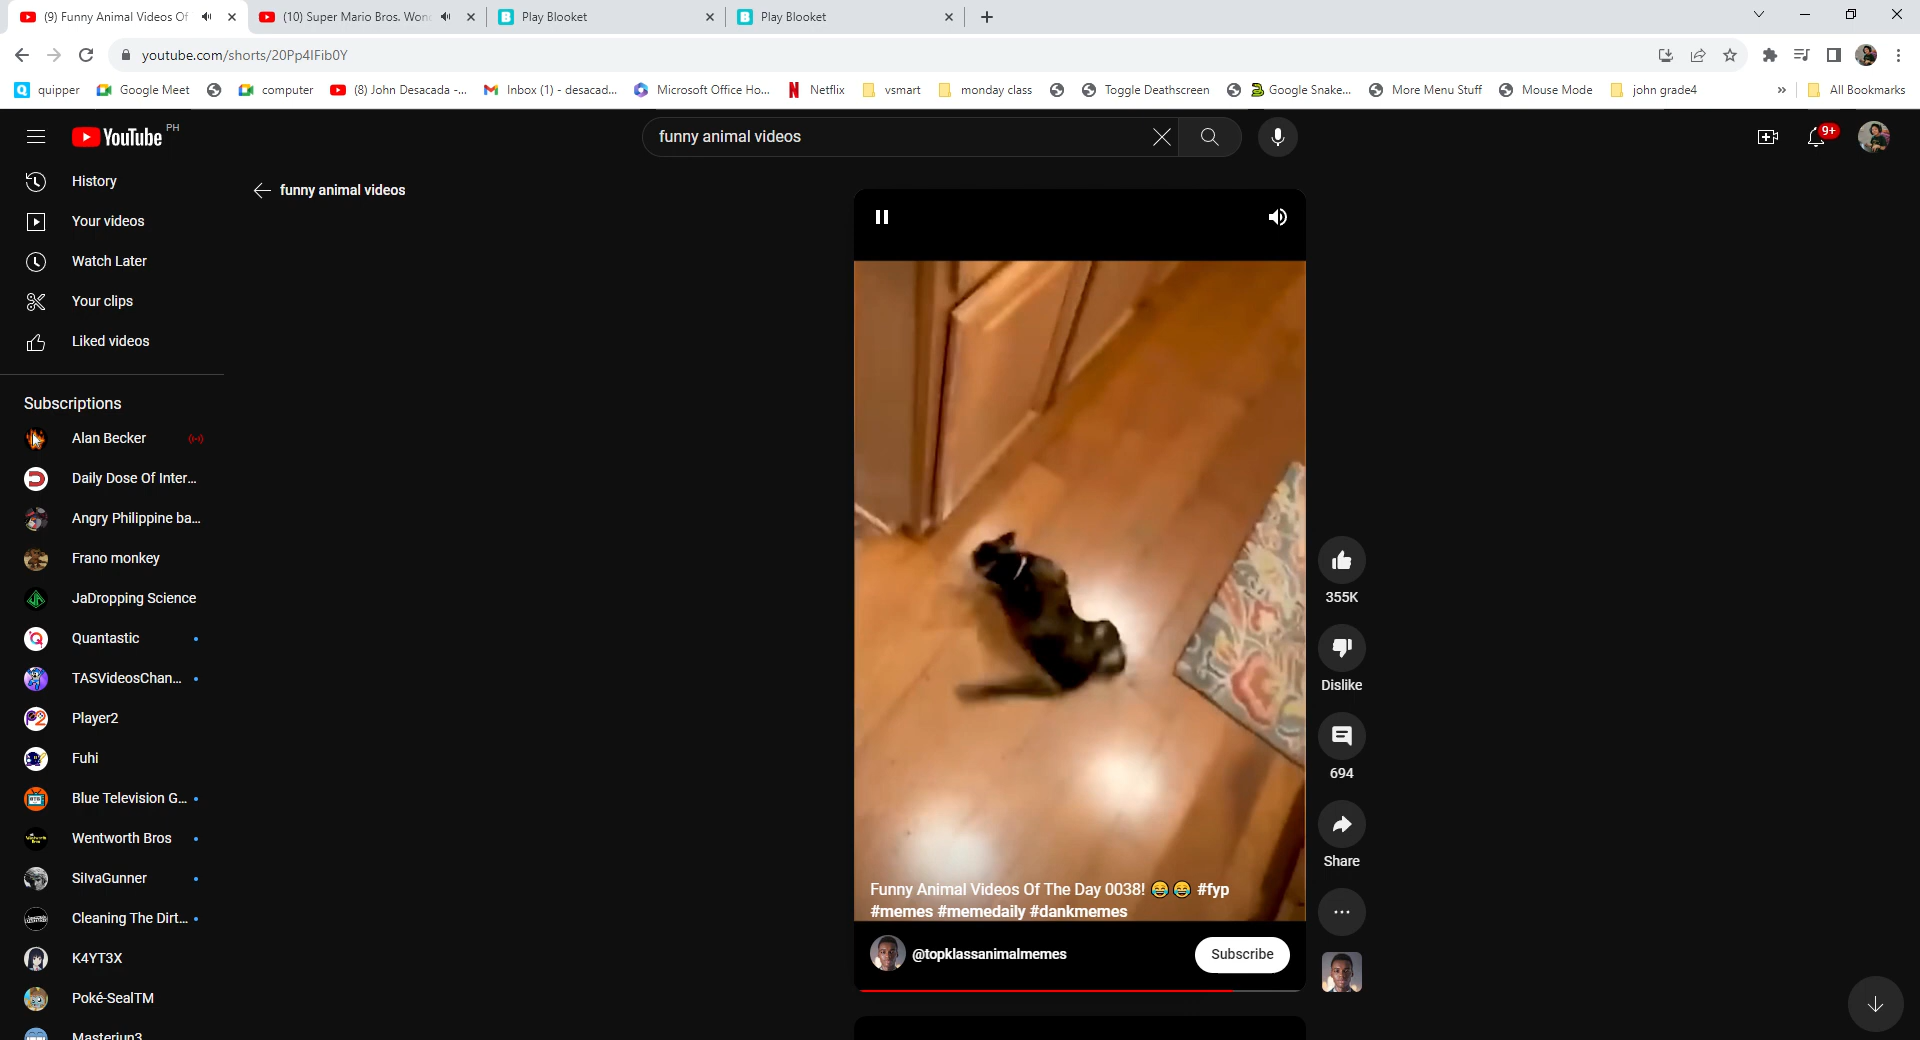 (9) Funny Animal Videos Of
(10) Super Mario Bros. Won
Play Blooket
Play Blooket
youtube.com/shorts/20Pp4IFib0Y
quipper
Google Meet
computer
(8) John Desacada -...
Inbox (1) - desacad...
Microsoft Office Ho...
Netflix
vsmart
monday class
Toggle Deathscreen
Google Snake...
More Menu Stuff
Mouse Mode
john grade4
»
All Bookmarks
YouTube PH
funny animal videos
9+
History
Your videos
Watch Later
Your clips
Liked videos
Subscriptions
Alan Becker
Daily Dose Of Inter...
Angry Philippine ba...
Frano monkey
JaDropping Science
Quantastic
TASVideosChan...
Player2
Fuhi
Blue Television G...
Wentworth Bros
SilvaGunner
Cleaning The Dirt...
K4YT3X
Poké-SealTM
Masterjun3
funny animal videos
Funny Animal Videos Of The Day 0038! 😂😂 #fyp
#memes #memedaily #dankmemes
@topklassanimalmemes
Subscribe
355K
Dislike
694
Share